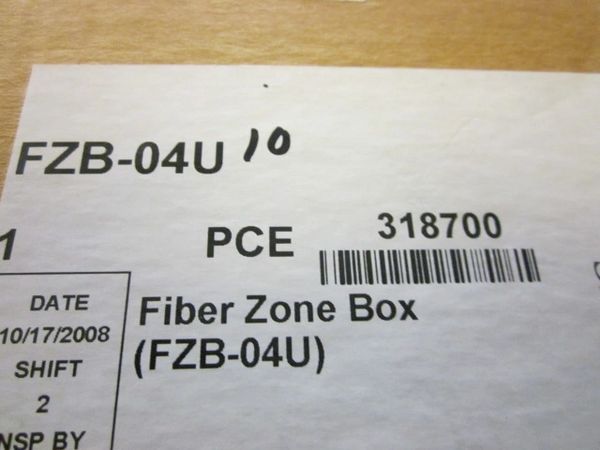 FZB-04U 10
1 PCE 318700
DATE
10/17/2008
SHIFT
2
NSP BY
Fiber Zone Box
(FZB-04U)